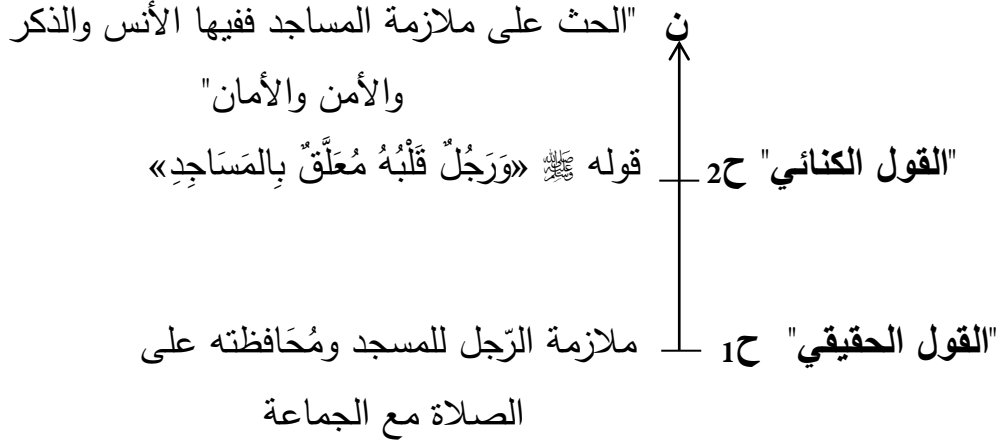 ن "الحث على ملازمة المساجد ففيها الأنس والذكر
والأمن والأمان"
"القول الكنائي" ح2 قوله ﷺ «وَرَجُلٌ قَلْبُهُ مُعَلَّقٌ بِالمَسَاجِدِ»
"القول الحقيقي" ح1 ملازمة الرّجل للمسجد ومُحَافظته على
الصلاة مع الجماعة